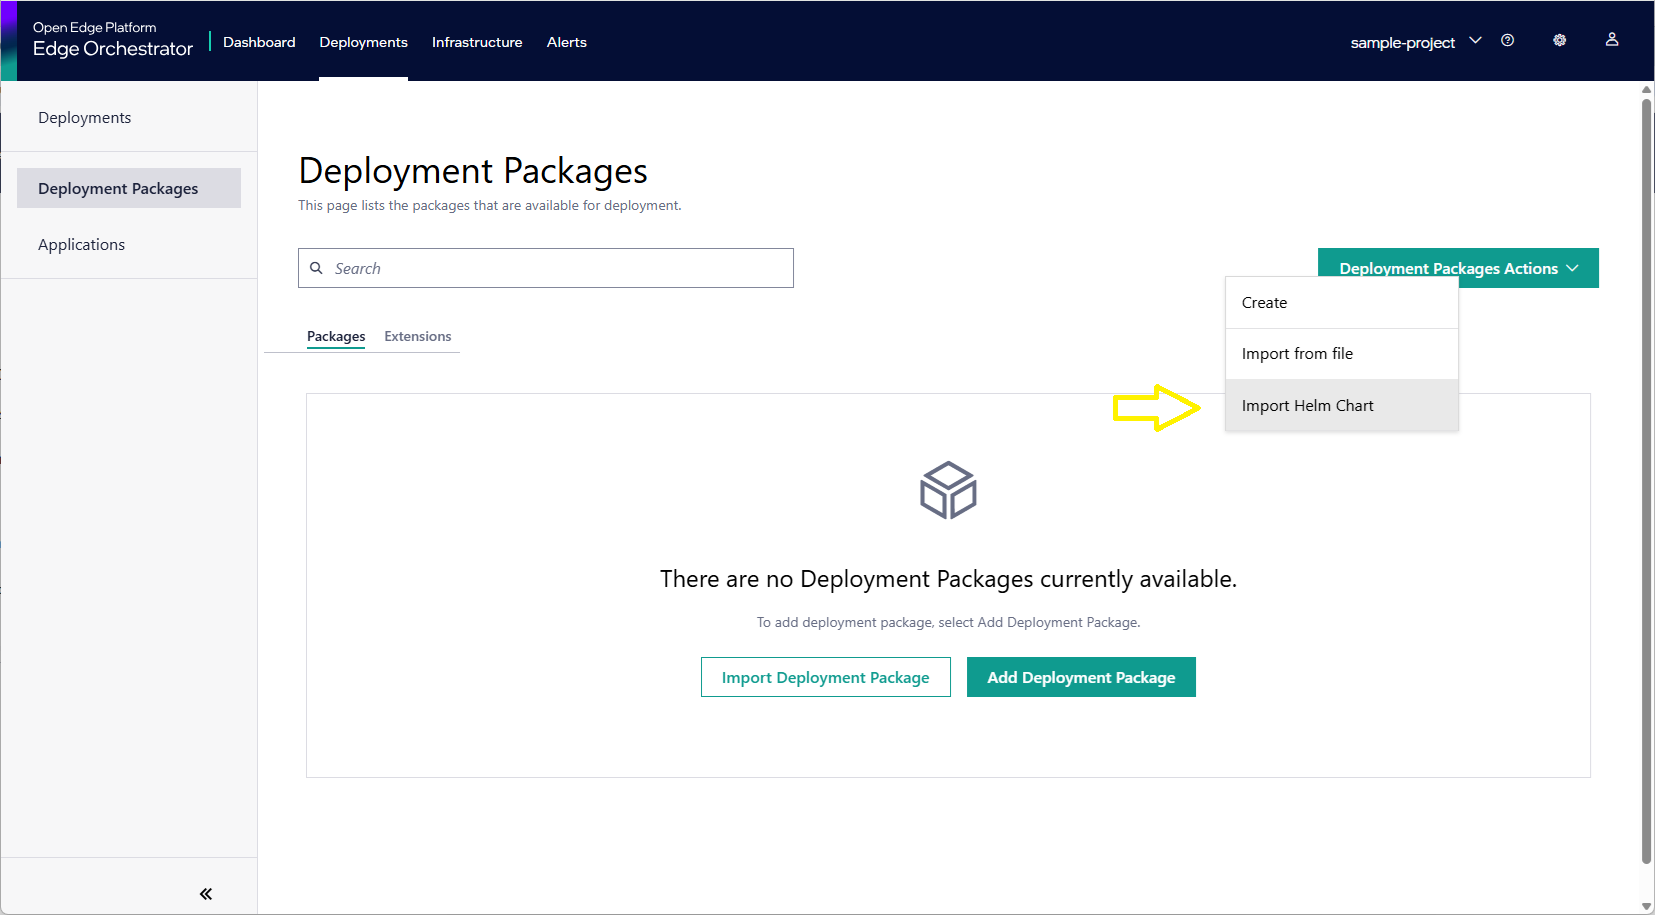 Open Edge Platform
Edge Orchestrator
Dashboard
Deployments
Infrastructure
Alerts
sample-project
Deployments
Deployment Packages
Applications
Deployment Packages
This page lists the packages that are available for deployment.
Search
Deployment Packages Actions
Create
Import from file
Import Helm Chart
Packages
Extensions
There are no Deployment Packages currently available.
To add deployment package, select Add Deployment Package.
Import Deployment Package
Add Deployment Package